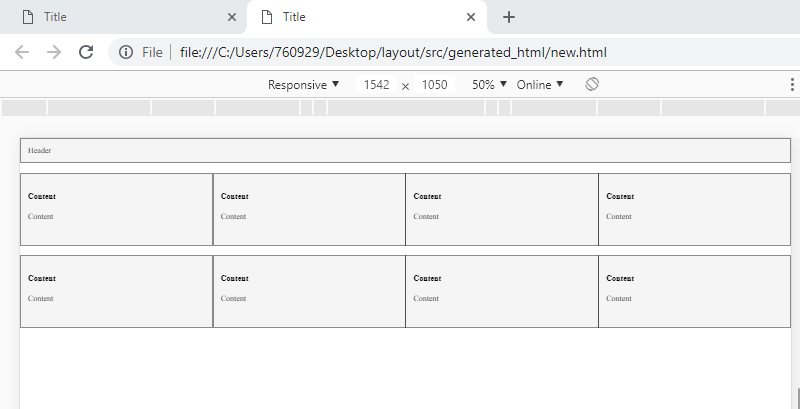 Title Title
File file:///C:/Users/760929/Desktop/layout/src/generated_html/new.html
Responsive 1542 × 1050 50% Online
Header
Content Content Content Content
Content Content Content Content
Content Content Content Content
Content Content Content Content